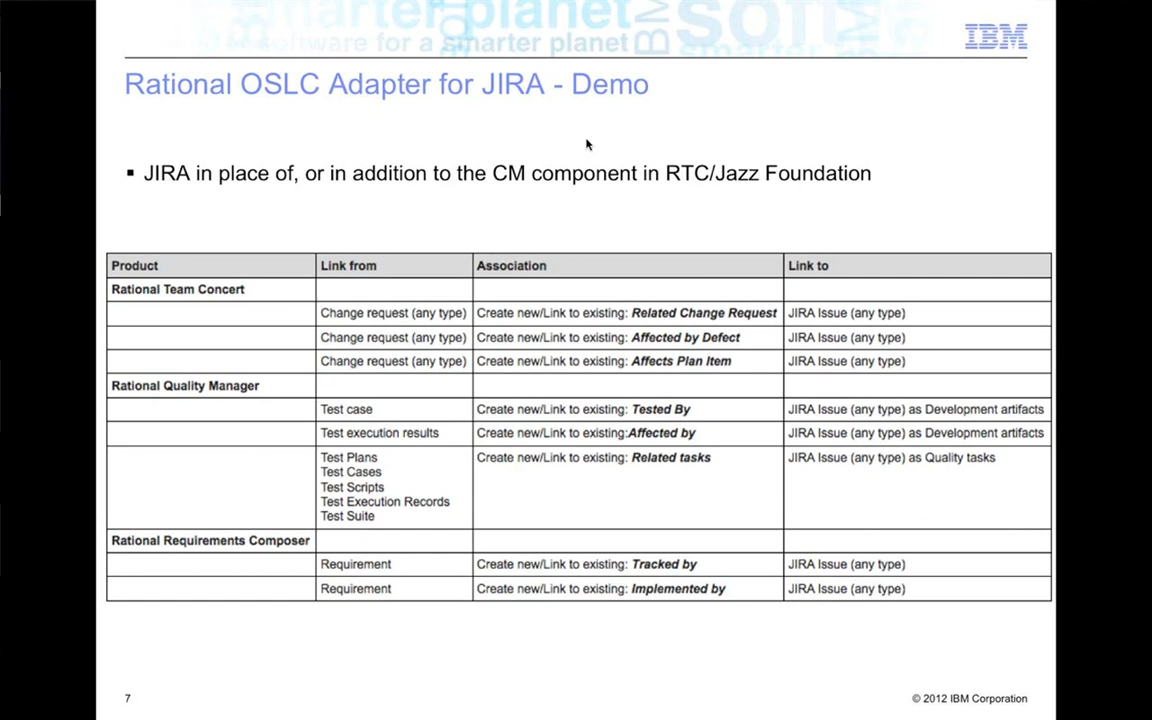 smarter planet
software for a smarter planet
IBM
soft
IBM
Rational OSLC Adapter for JIRA - Demo
▪ JIRA in place of, or in addition to the CM component in RTC/Jazz Foundation
Product Link from Association Link to
Rational Team Concert
Change request (any type) Create new/Link to existing: Related Change Request JIRA Issue (any type)
Change request (any type) Create new/Link to existing: Affected by Defect JIRA Issue (any type)
Change request (any type) Create new/Link to existing: Affects Plan Item JIRA Issue (any type)
Rational Quality Manager
Test case Create new/Link to existing: Tested By JIRA Issue (any type) as Development artifacts
Test execution results Create new/Link to existing:Affected by JIRA Issue (any type) as Development artifacts
Test Plans Create new/Link to existing: Related tasks JIRA Issue (any type) as Quality tasks
Test Cases
Test Scripts
Test Execution Records
Test Suite
Rational Requirements Composer
Requirement Create new/Link to existing: Tracked by JIRA Issue (any type)
Requirement Create new/Link to existing: Implemented by JIRA Issue (any type)
7
© 2012 IBM Corporation